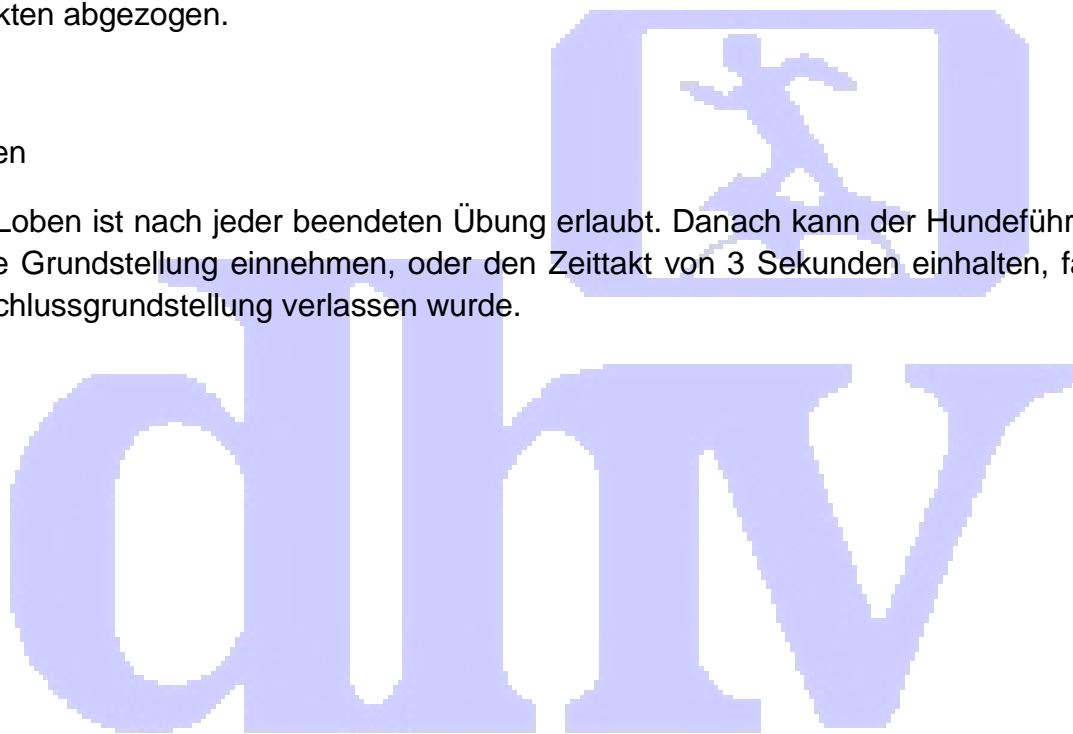 kten abgezogen.
en
Loben ist nach jeder beendeten Übung erlaubt. Danach kann der Hundeführ
e Grundstellung einnehmen, oder den Zeittakt von 3 Sekunden einhalten, fa
chlussgrundstellung verlassen wurde.
dhv